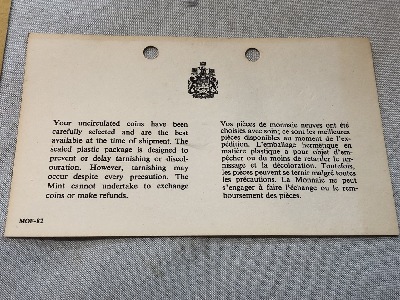 Your uncirculated coins have been
carefully selected and are the best
available at the time of shipment. The
sealed plastic package is designed to
prevent or delay tarnishing or discol-
ouration. However, tarnishing may
occur despite every precaution. The
Mint cannot undertake to exchange
coins or make refunds.
Vos pièces de monnaie neuves ont été
choisies avec soin; ce sont les meilleures
pièces disponibles au moment de l'ex-
pédition. L'emballage hermétique en
matière plastique a pour objet d'em-
pêcher ou du moins de retarder le ter-
nissage et la décoloration. Toutefois,
les pièces peuvent se ternir malgré toutes
les précautions. La Monnaie ne peut
s'engager à faire l'échange ou le rem-
boursement des pièces.
MON-82